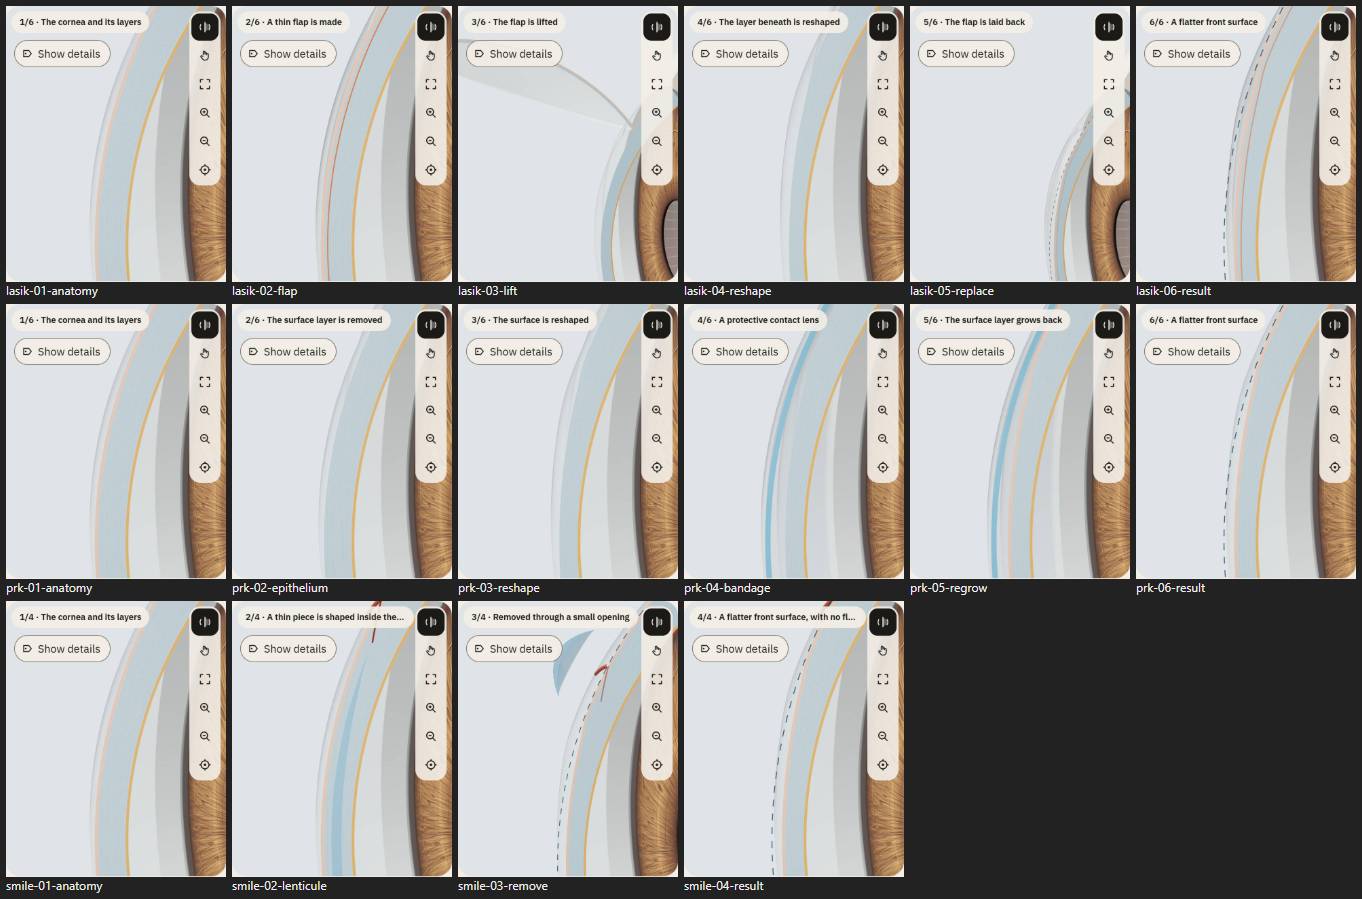 1/6 · The cornea and its layers
Show details
lasik-01-anatomy
2/6 · A thin flap is made
Show details
lasik-02-flap
3/6 · The flap is lifted
Show details
lasik-03-lift
4/6 · The layer beneath is reshaped
Show details
lasik-04-reshape
5/6 · The flap is laid back
Show details
lasik-05-replace
6/6 · A flatter front surface
Show details
lasik-06-result
1/6 · The cornea and its layers
Show details
prk-01-anatomy
2/6 · The surface layer is removed
Show details
prk-02-epithelium
3/6 · The surface is reshaped
Show details
prk-03-reshape
4/6 · A protective contact lens
Show details
prk-04-bandage
5/6 · The surface layer grows back
Show details
prk-05-regrow
6/6 · A flatter front surface
Show details
prk-06-result
1/4 · The cornea and its layers
Show details
smile-01-anatomy
2/4 · A thin piece is shaped inside the...
Show details
smile-02-lenticule
3/4 · Removed through a small opening
Show details
smile-03-remove
4/4 · A flatter front surface, with no fl...
Show details
smile-04-result